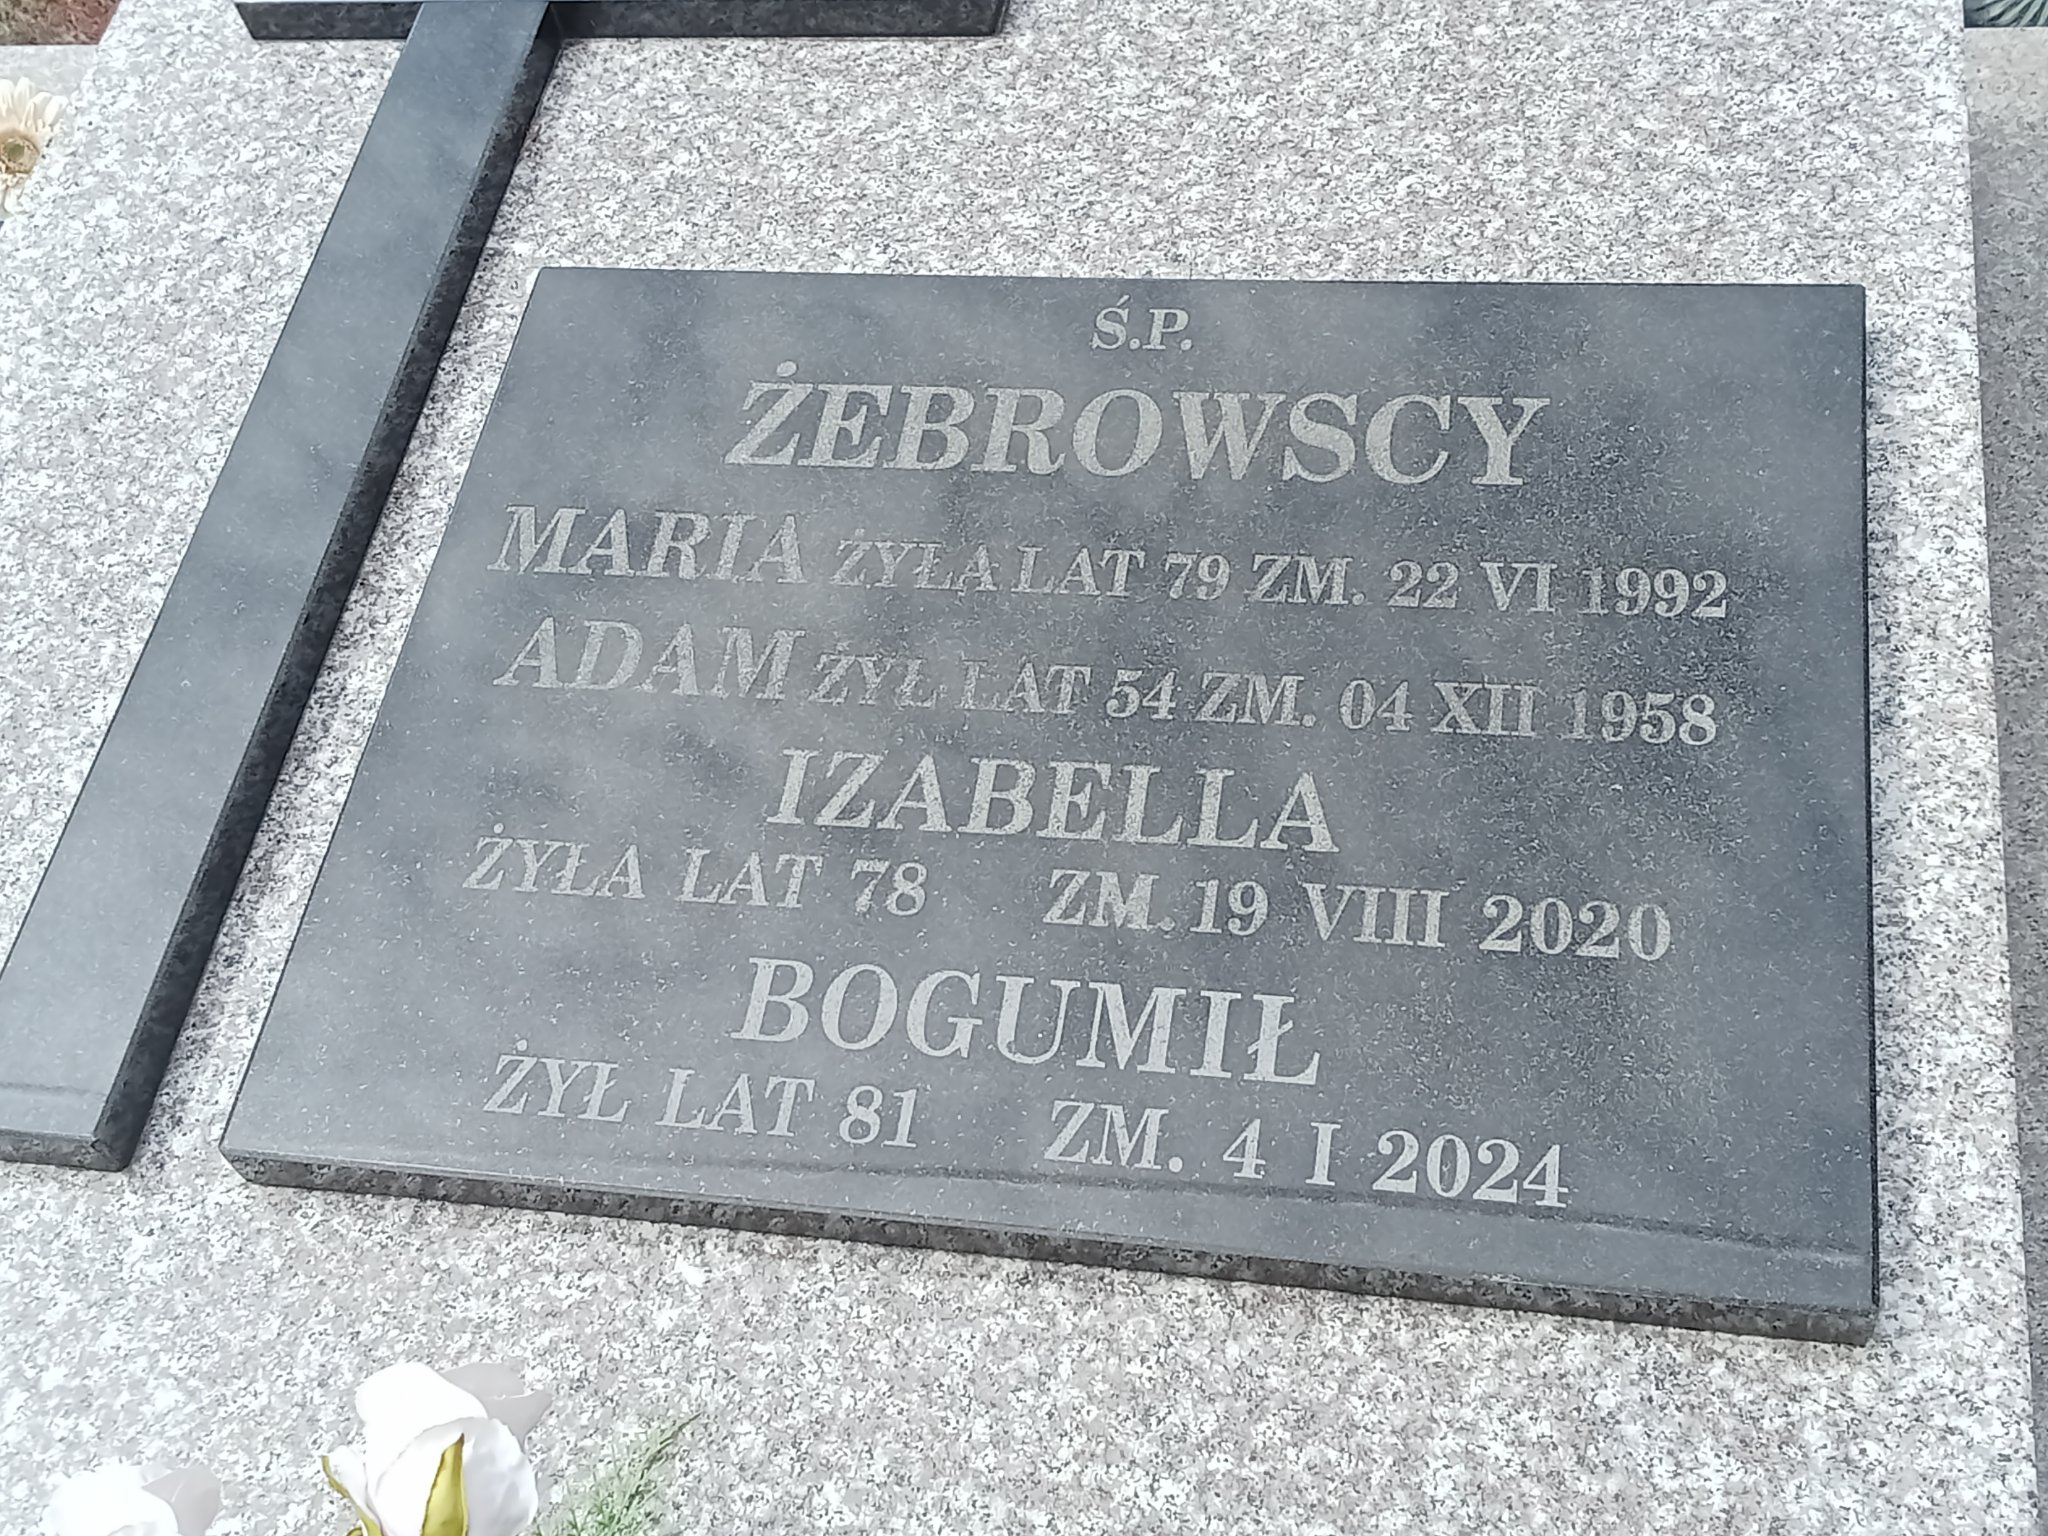 Ś.P.
ŻEBROWSCY
MARIA ŻYŁA LAT 79 ZM. 22 VI 1992
ADAM ŻYŁ LAT 54 ZM. 04 XII 1958
IZABELLA
ŻYŁA LAT 78 ZM. 19 VIII 2020
BOGUMIŁ
ŻYŁ LAT 81 ZM. 4 I 2024